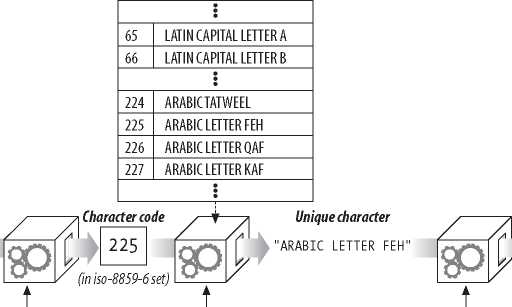 65 LATIN CAPITAL LETTER A
66 LATIN CAPITAL LETTER B
224 ARABIC TATWEEL
225 ARABIC LETTER FEH
226 ARABIC LETTER QAF
227 ARABIC LETTER KAF
Character code
Unique character
225
"ARABIC LETTER FEH"
(in iso-8859-6 set)